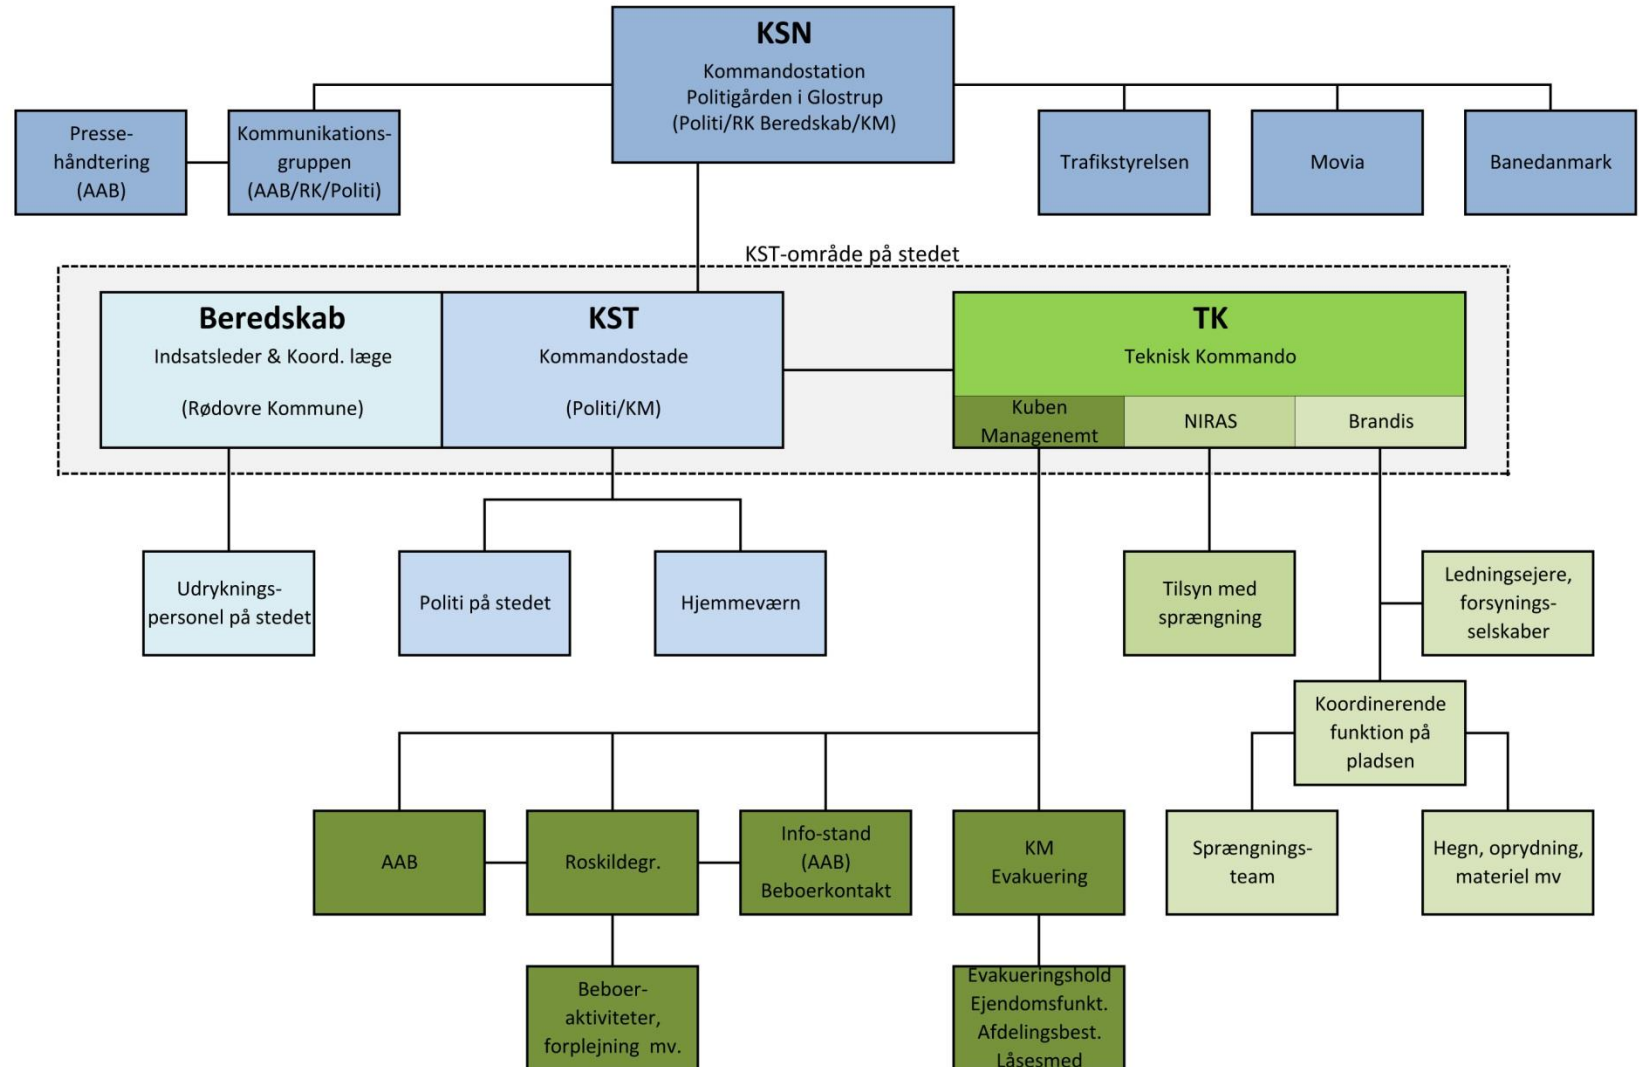 KSN
Kommandostation
Politigården i Glostrup
(Politi/RK Beredskab/KM)
Presse-
håndtering
(AAB)
Kommunikations-
gruppen
(AAB/RK/Politi)
Trafikstyrelsen
Movia
Banedanmark
KST-område på stedet
Beredskab
Indsatsleder & Koord. læge
(Rødovre Kommune)
KST
Kommandostade
(Politi/KM)
TK
Teknisk Kommando
Kuben
Managenemt
NIRAS
Brandis
Udryknings-
personel på stedet
Politi på stedet
Hjemmeværn
Tilsyn med
sprængning
Ledningsejere,
forsynings-
selskaber
Koordinerende
funktion på
pladsen
AAB
Roskildegr.
Info-stand
(AAB)
Beboerkontakt
KM
Evakuering
Sprængnings-
team
Hegn, oprydning,
materiel mv
Beboer-
aktiviteter,
forplejning mv.
Evakueringshold
Ejendomsfunkt.
Afdelingsbest.
Låsesmed